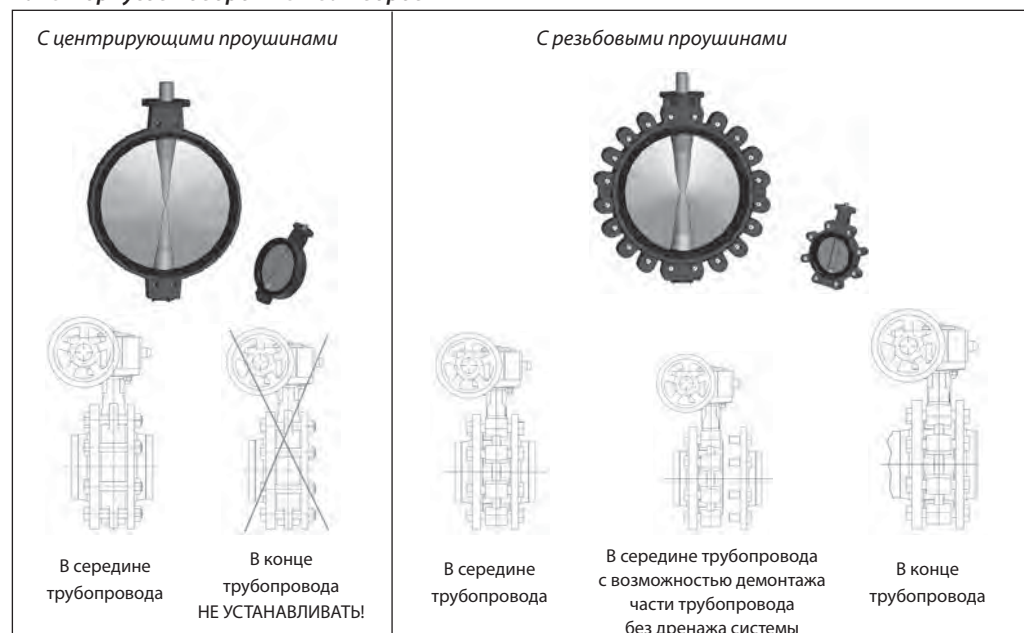 С центрирующими проушинами
С резьбовыми проушинами
В середине
трубопровода
В конце
трубопровода
НЕ УСТАНАВЛИВАТЬ!
В середине
трубопровода
В середине трубопровода
с возможностью демонтажа
части трубопровода
без дренажа системы
В конце
трубопровода